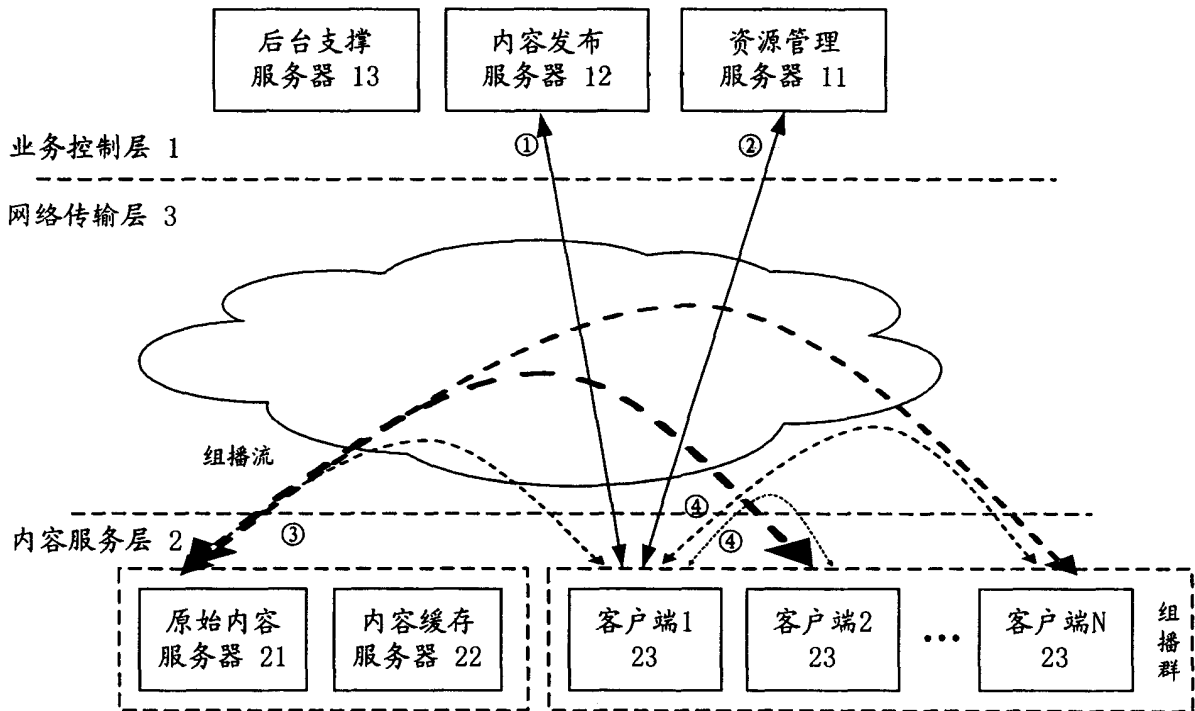 后台支撑
服务器 13
内容发布
服务器 12
资源管理
服务器 11
业务控制层 1
①
②
网络传输层 3
组播流
内容服务层 2
③
④
④
原始内容
服务器 21
内容缓存
服务器 22
客户端1
23
客户端2
23
•••
客户端N
23
组播群